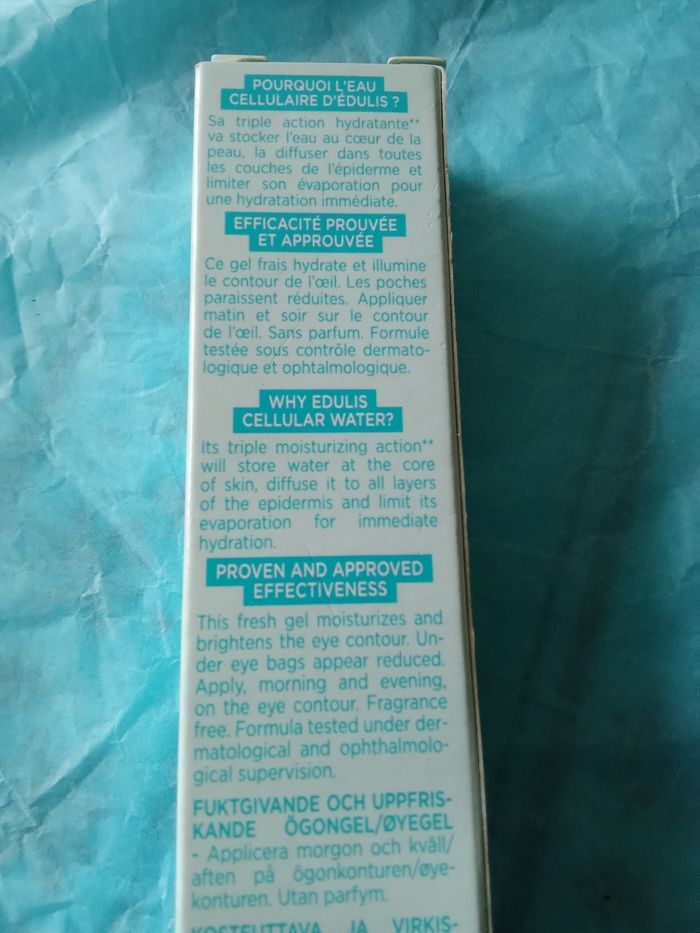 POURQUOI L'EAU
CELLULAIRE D'ÉDULIS ?
Sa triple action hydratante**
va stocker l'eau au cœur de la
peau, la diffuser dans toutes
les couches de l'épiderme et
limiter son évaporation pour
une hydratation immédiate.
EFFICACITÉ PROUVÉE
ET APPROUVÉE
Ce gel frais hydrate et illumine
le contour de l'œil. Les poches
paraissent réduites. Appliquer
matin et soir sur le contour
de l'œil. Sans parfum. Formule
testée sous contrôle dermato-
logique et ophtalmologique.
WHY EDULIS
CELLULAR WATER?
Its triple moisturizing action**
will store water at the core
of skin, diffuse it to all layers
of the epidermis and limit its
evaporation for immediate
hydration.
PROVEN AND APPROVED
EFFECTIVENESS
This fresh gel moisturizes and
brightens the eye contour. Un-
der eye bags appear reduced.
Apply, morning and evening,
on the eye contour. Fragrance
free. Formula tested under der-
matological and ophthalmolo-
gical supervision.
FUKTGIVANDE OCH UPPFRIS-
KANDE ÖGONGEL/ØYEGEL
- Applicera morgon och kväll/
aften på ögonkonturen/øye-
konturen. Utan parfym.
KOSTEUTTAVA JA VIRKIS-